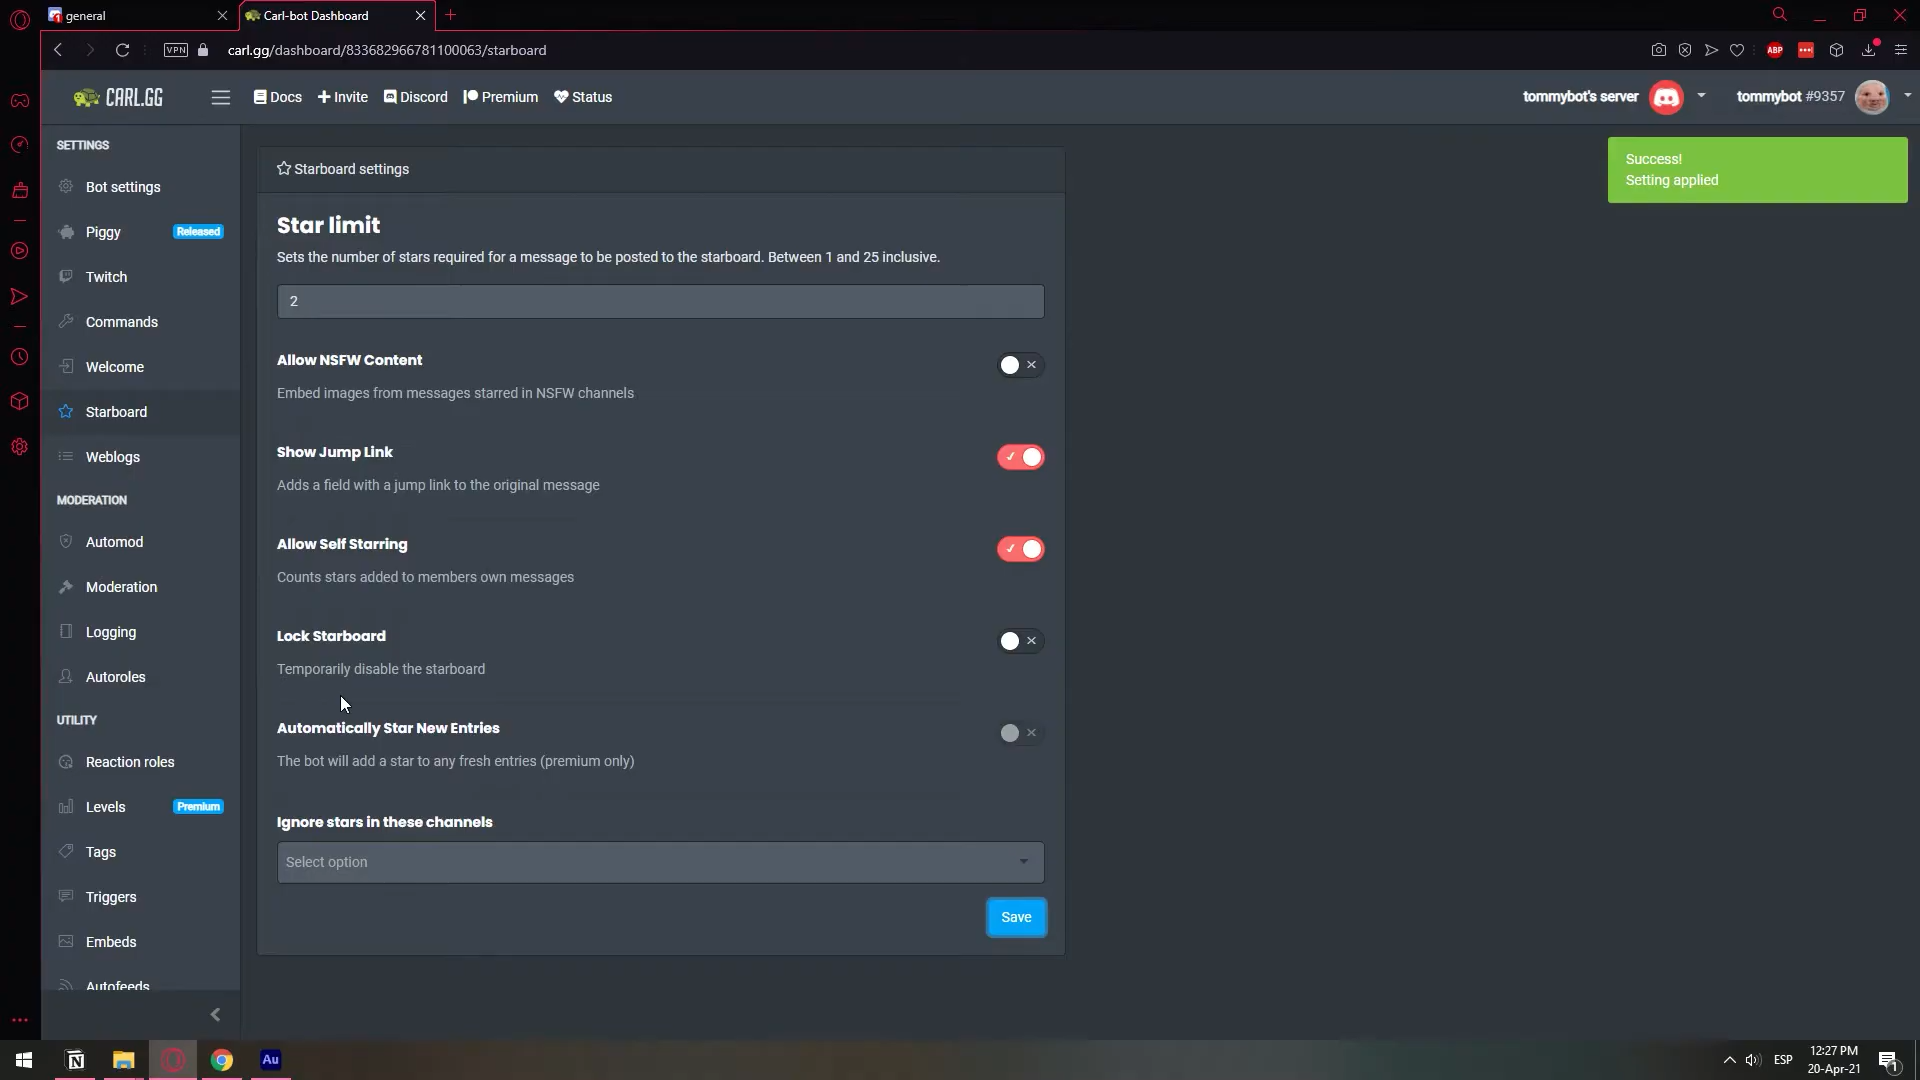 general
Carl-bot Dashboard
VPN
carl.gg/dashboard/833682966781100063/starboard
ABP
CARL.GG
Docs
Invite
Discord
Premium
Status
tommybot's server
tommybot #9357
SETTINGS
Bot settings
Piggy
Released
Twitch
Commands
Welcome
Starboard
Weblogs
MODERATION
Automod
Moderation
Logging
Autoroles
UTILITY
Reaction roles
Levels
Premium
Tags
Triggers
Embeds
Autofeeds
Starboard settings
Star limit
Sets the number of stars required for a message to be posted to the starboard. Between 1 and 25 inclusive.
2
Allow NSFW Content
Embed images from messages starred in NSFW channels
Show Jump Link
Adds a field with a jump link to the original message
Allow Self Starring
Counts stars added to members own messages
Lock Starboard
Temporarily disable the starboard
Automatically Star New Entries
The bot will add a star to any fresh entries (premium only)
Ignore stars in these channels
Select option
Save
Success!
Setting applied
Au
ESP
12:27 PM
20-Apr-21
1